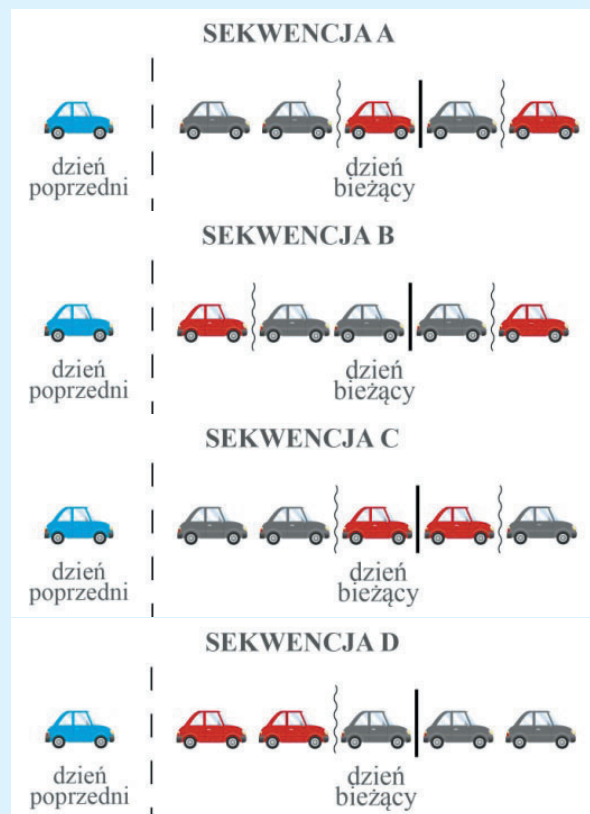 SEKWENCJA A
dzień poprzedni
dzień bieżący
SEKWENCJA B
dzień poprzedni
dzień bieżący
SEKWENCJA C
dzień poprzedni
dzień bieżący
SEKWENCJA D
dzień poprzedni
dzień bieżący